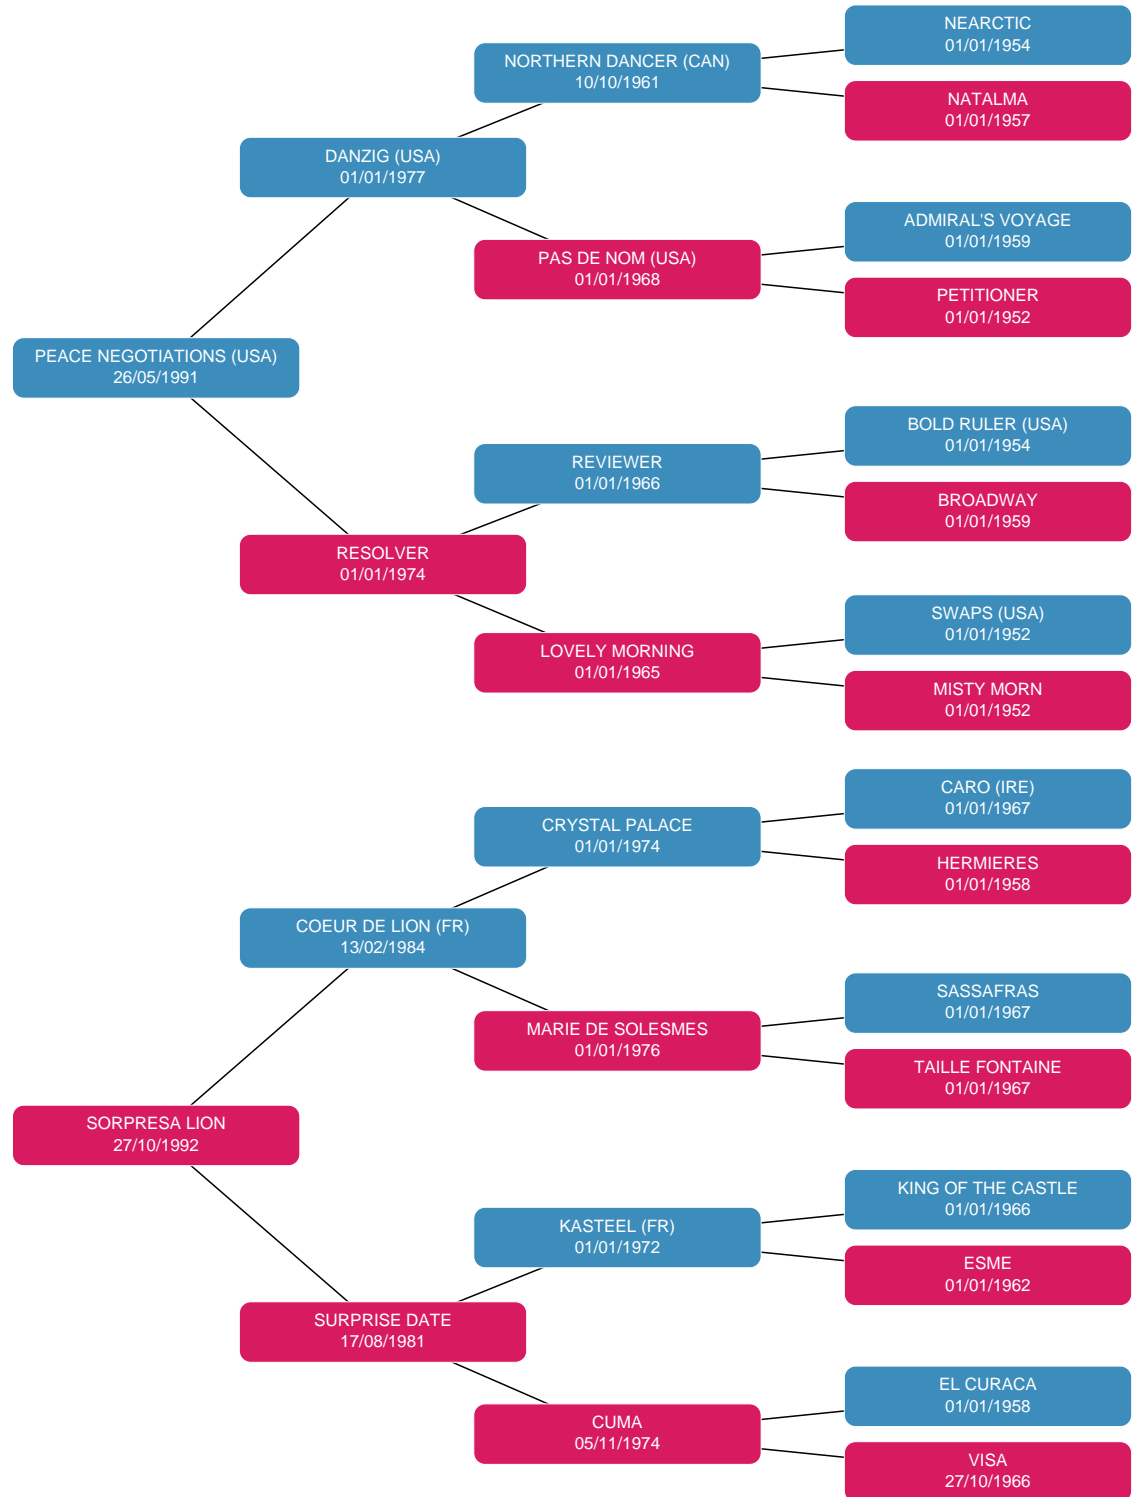 NEARCTIC
01/01/1954
NORTHERN DANCER (CAN)
10/10/1961
NATALMA
01/01/1957
DANZIG (USA)
01/01/1977
ADMIRAL'S VOYAGE
01/01/1959
PAS DE NOM (USA)
01/01/1968
PETITIONER
01/01/1952
PEACE NEGOTIATIONS (USA)
26/05/1991
BOLD RULER (USA)
01/01/1954
REVIEWER
01/01/1966
BROADWAY
01/01/1959
RESOLVER
01/01/1974
SWAPS (USA)
01/01/1952
LOVELY MORNING
01/01/1965
MISTY MORN
01/01/1952
CARO (IRE)
01/01/1967
CRYSTAL PALACE
01/01/1974
HERMIERES
01/01/1958
COEUR DE LION (FR)
13/02/1984
SASSAFRAS
01/01/1967
MARIE DE SOLESMES
01/01/1976
TAILLE FONTAINE
01/01/1967
SORPRESA LION
27/10/1992
KING OF THE CASTLE
01/01/1966
KASTEEL (FR)
01/01/1972
ESME
01/01/1962
SURPRISE DATE
17/08/1981
EL CURACA
01/01/1958
CUMA
05/11/1974
VISA
27/10/1966